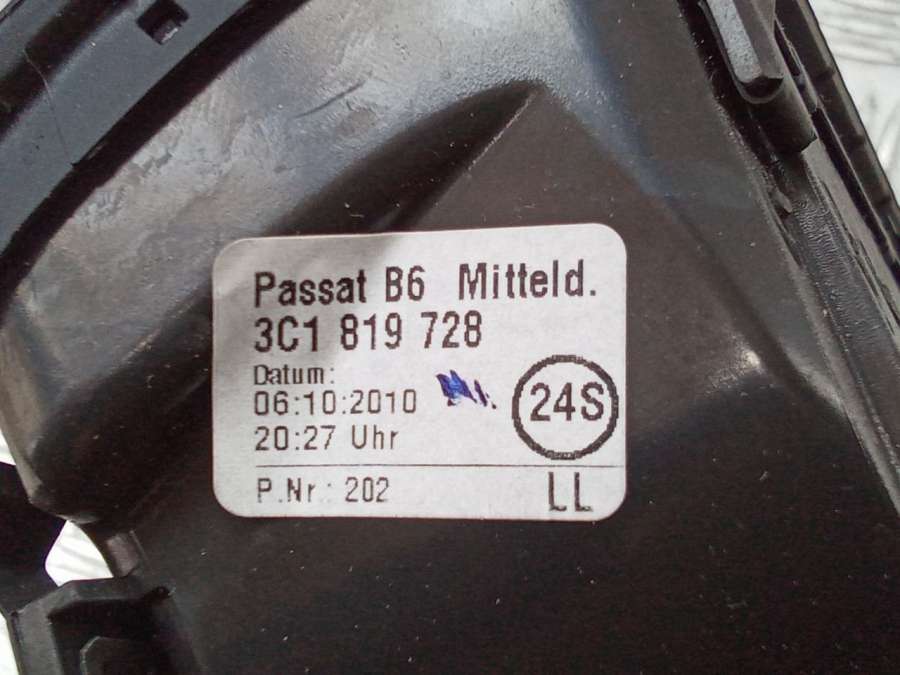 Passat B6 Mitteld.
3C1 819 728
Datum:
06:10:2010
24S
20:27 Uhr
P.Nr.: 202
LL